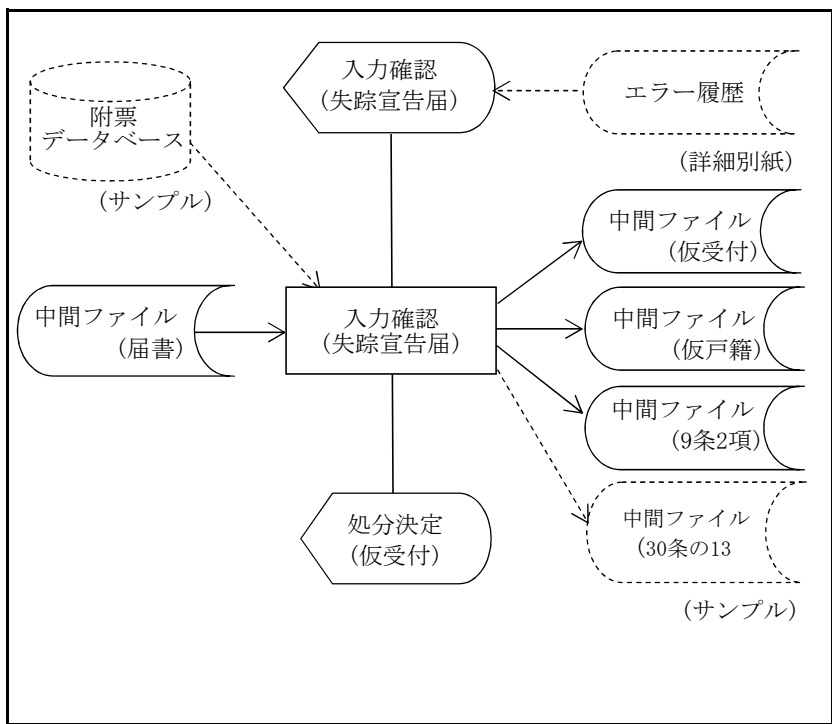 入力確認
(失踪宣告届)
エラー履歴
(詳細別紙)
附票
データベース
(サンプル)
中間ファイル
(仮受付)
中間ファイル
(届書)
入力確認
(失踪宣告届)
中間ファイル
(仮戸籍)
中間ファイル
(9条2項)
処分決定
(仮受付)
中間ファイル
(30条の13
(サンプル)